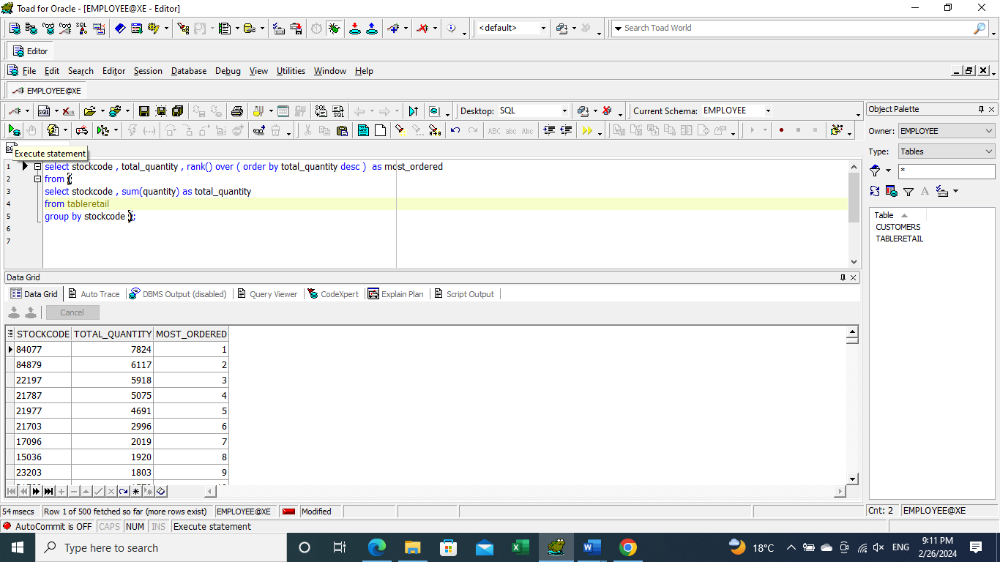 Toad for Oracle - [EMPLOYEE@XE - Editor]
<default>
Search Toad World
Editor
File Edit Search Editor Session Database Debug View Utilities Window Help
EMPLOYEE@XE
Desktop: SQL Current Schema: EMPLOYEE
Execute statement
1 select stockcode , total_quantity , rank() over ( order by total_quantity desc ) as most_ordered
2 from (
3 select stockcode , sum(quantity) as total_quantity
4 from tableretail
5 group by stockcode );
6
7
Object Palette
Owner: EMPLOYEE
Type: Tables
*
Table
CUSTOMERS
TABLERETAIL
Data Grid
Data Grid Auto Trace DBMS Output (disabled) Query Viewer CodeXpert Explain Plan Script Output
Cancel
STOCKCODE TOTAL_QUANTITY MOST_ORDERED
84077 7824 1
84879 6117 2
22197 5918 3
21787 5075 4
21977 4691 5
21703 2996 6
17096 2019 7
15036 1920 8
23203 1803 9
54 msecs Row 1 of 500 fetched so far (more rows exist) EMPLOYEE@XE Modified
Cnt: 2 EMPLOYEE@XE
AutoCommit is OFF CAPS NUM INS Execute statement
Type here to search
18°C
ENG
9:11 PM
2/26/2024